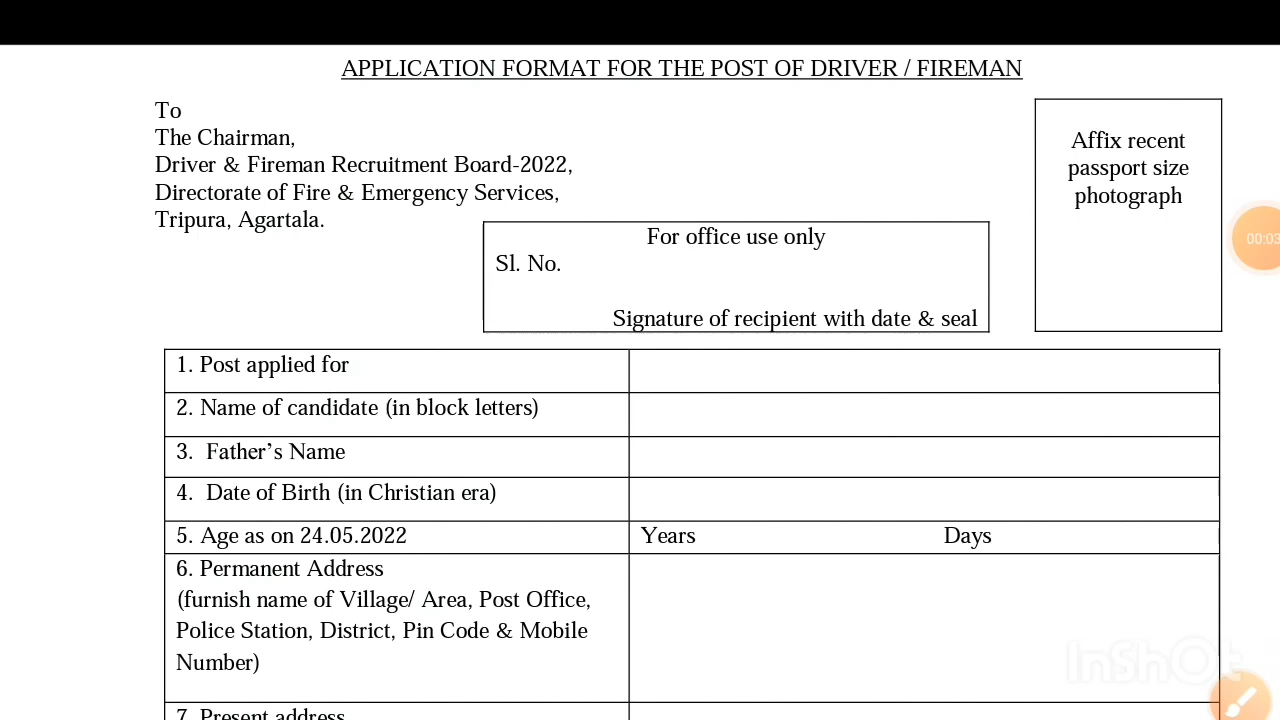 APPLICATION FORMAT FOR THE POST OF DRIVER / FIREMAN
To
The Chairman,
Driver & Fireman Recruitment Board-2022,
Directorate of Fire & Emergency Services,
Tripura, Agartala.
Affix recent
passport size
photograph
00:03
For office use only
Sl. No.
Signature of recipient with date & seal
1. Post applied for
2. Name of candidate (in block letters)
3. Father's Name
4. Date of Birth (in Christian era)
5. Age as on 24.05.2022 Years Days
6. Permanent Address
(furnish name of Village/ Area, Post Office,
Police Station, District, Pin Code & Mobile
Number)
InShOt
7. Present address